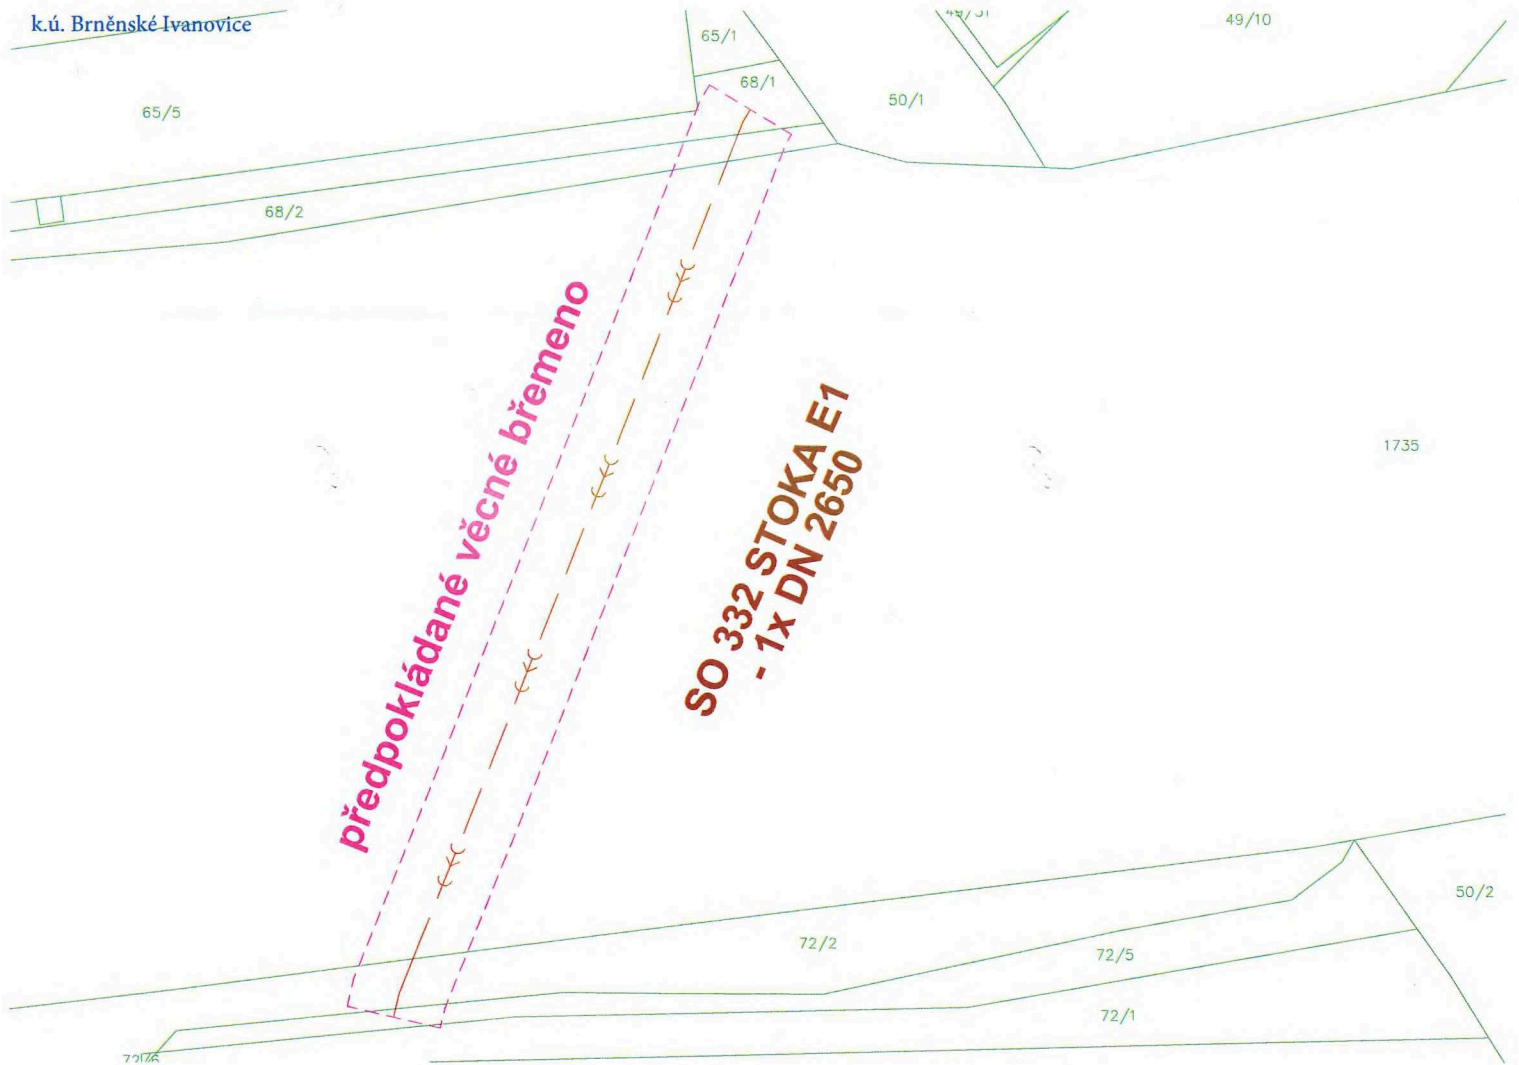 k.ú. Brněnské Ivanovice
49/10
65/1
68/1
50/1
65/5
68/2
předpokládané věcné břemeno
SO 332 STOKA E1
- 1x DN 2650
1735
50/2
72/2
72/5
72/1